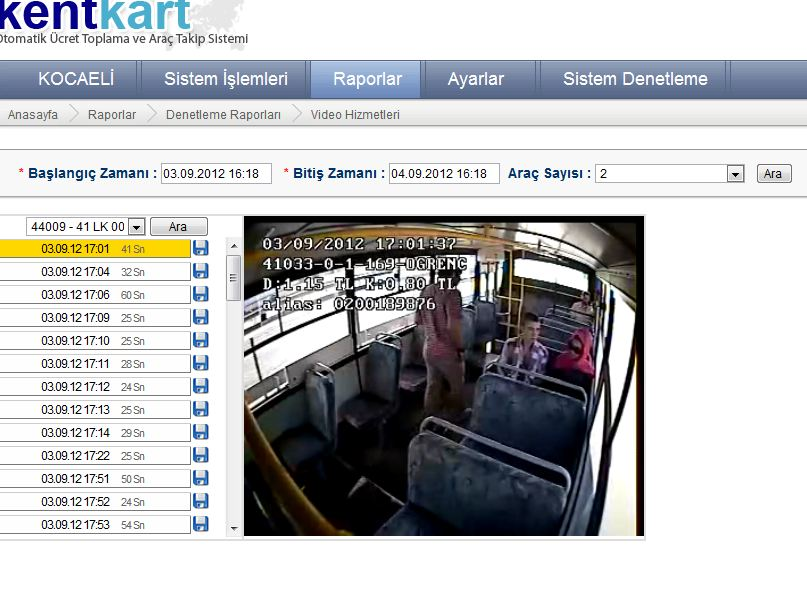 kentkart
Otomatik Ücret Toplama ve Araç Takip Sistemi
KOCAELİ Sistem İşlemleri Raporlar Ayarlar Sistem Denetleme
Anasayfa Raporlar Denetleme Raporları Video Hizmetleri
* Başlangıç Zamanı : 03.09.2012 16:18 * Bitiş Zamanı : 04.09.2012 16:18 Araç Sayısı : 2 Ara
44009 - 41 LK 00 Ara
03.09.12 17:01 41 Sn
03.09.12 17:04 32 Sn
03.09.12 17:06 60 Sn
03.09.12 17:09 25 Sn
03.09.12 17:10 25 Sn
03.09.12 17:11 28 Sn
03.09.12 17:12 24 Sn
03.09.12 17:13 25 Sn
03.09.12 17:14 29 Sn
03.09.12 17:22 25 Sn
03.09.12 17:51 50 Sn
03.09.12 17:52 24 Sn
03.09.12 17:53 54 Sn
03/09/2012 17:01:37
41033-0-1-169-OGRENC
D:1.15 TL K:0,80 TL
alias: 0200189876